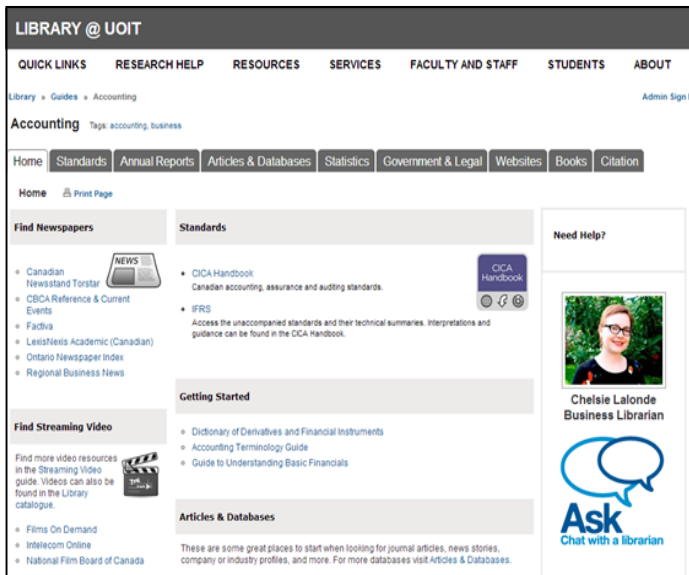 LIBRARY @ UOIT
QUICK LINKS RESEARCH HELP RESOURCES SERVICES FACULTY AND STAFF STUDENTS ABOUT
Library » Guides » Accounting Admin Sign
Accounting Tags: accounting, business
Home Standards Annual Reports Articles & Databases Statistics Government & Legal Websites Books Citation
Home Print Page
Find Newspapers
NEWS
Canadian
Newsstand Torstar
CBCA Reference & Current
Events
Factiva
LexisNexis Academic (Canadian)
Ontario Newspaper Index
Regional Business News
Find Streaming Video
Find more video resources
in the Streaming Video
guide. Videos can also be
found in the Library
catalogue.
Films On Demand
Intelecom Online
National Film Board of Canada
Standards
CICA Handbook
Canadian accounting, assurance and auditing standards.
CICA
Handbook
IFRS
Access the unaccompanied standards and their technical summaries. Interpretations and
guidance can be found in the CICA Handbook.
Getting Started
Dictionary of Derivatives and Financial Instruments
Accounting Terminology Guide
Guide to Understanding Basic Financials
Articles & Databases
These are some great places to start when looking for journal articles, news stories,
company or industry profiles, and more. For more databases visit Articles & Databases.
Need Help?
Chelsie Lalonde
Business Librarian
Ask
Chat with a librarian